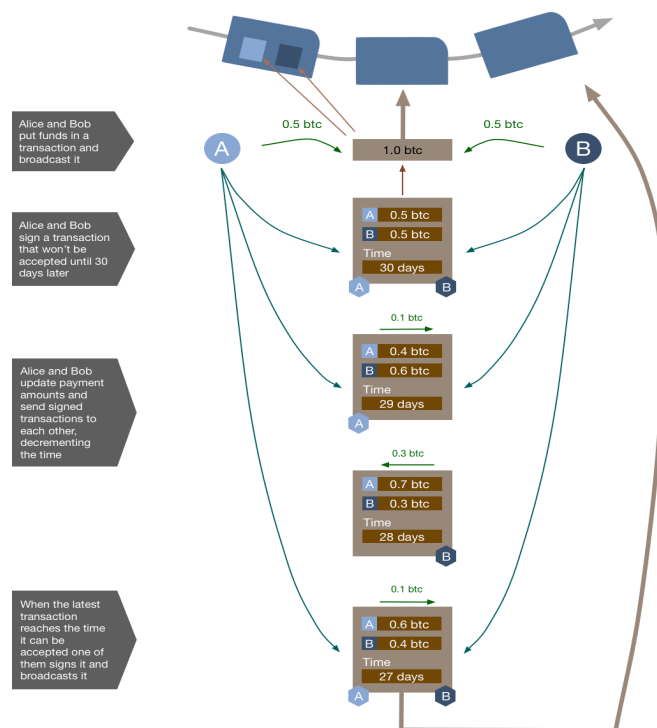 Alice and Bob
put funds in a
transaction and
broadcast it
A
0.5 btc
1.0 btc
0.5 btc
B
Alice and Bob
sign a transaction
that won't be
accepted until 30
days later
A 0.5 btc
B 0.5 btc
Time
30 days
A B
Alice and Bob
update payment
amounts and
send signed
transactions to
each other,
decrementing
the time
0.1 btc
A 0.4 btc
B 0.6 btc
Time
29 days
A
0.3 btc
A 0.7 btc
B 0.3 btc
Time
28 days
B
When the latest
transaction
reaches the time
it can be
accepted one of
them signs it and
broadcasts it
0.1 btc
A 0.6 btc
B 0.4 btc
Time
27 days
A B